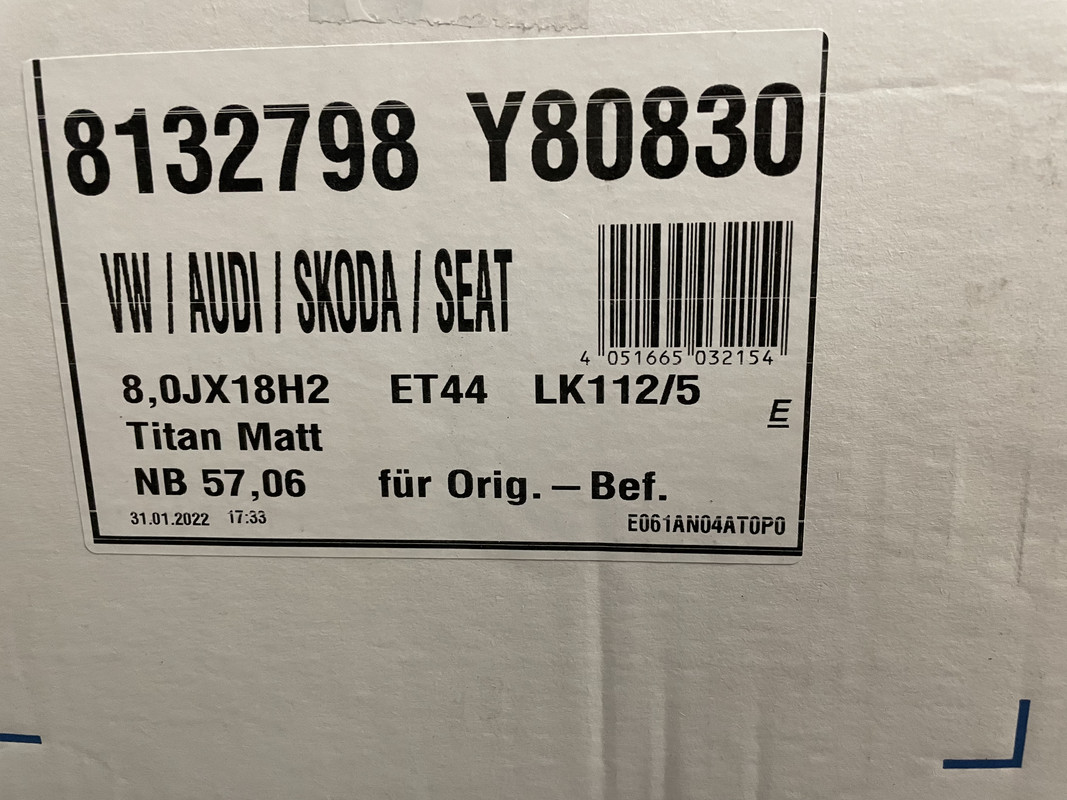 8132798 Y80830
VW / AUDI / SKODA / SEAT
4 051665 032154
8,0JX18H2 ET44 LK112/5
E
Titan Matt
NB 57,06 für Orig. – Bef.
31.01.2022 17:33 E061AN04AT0P0